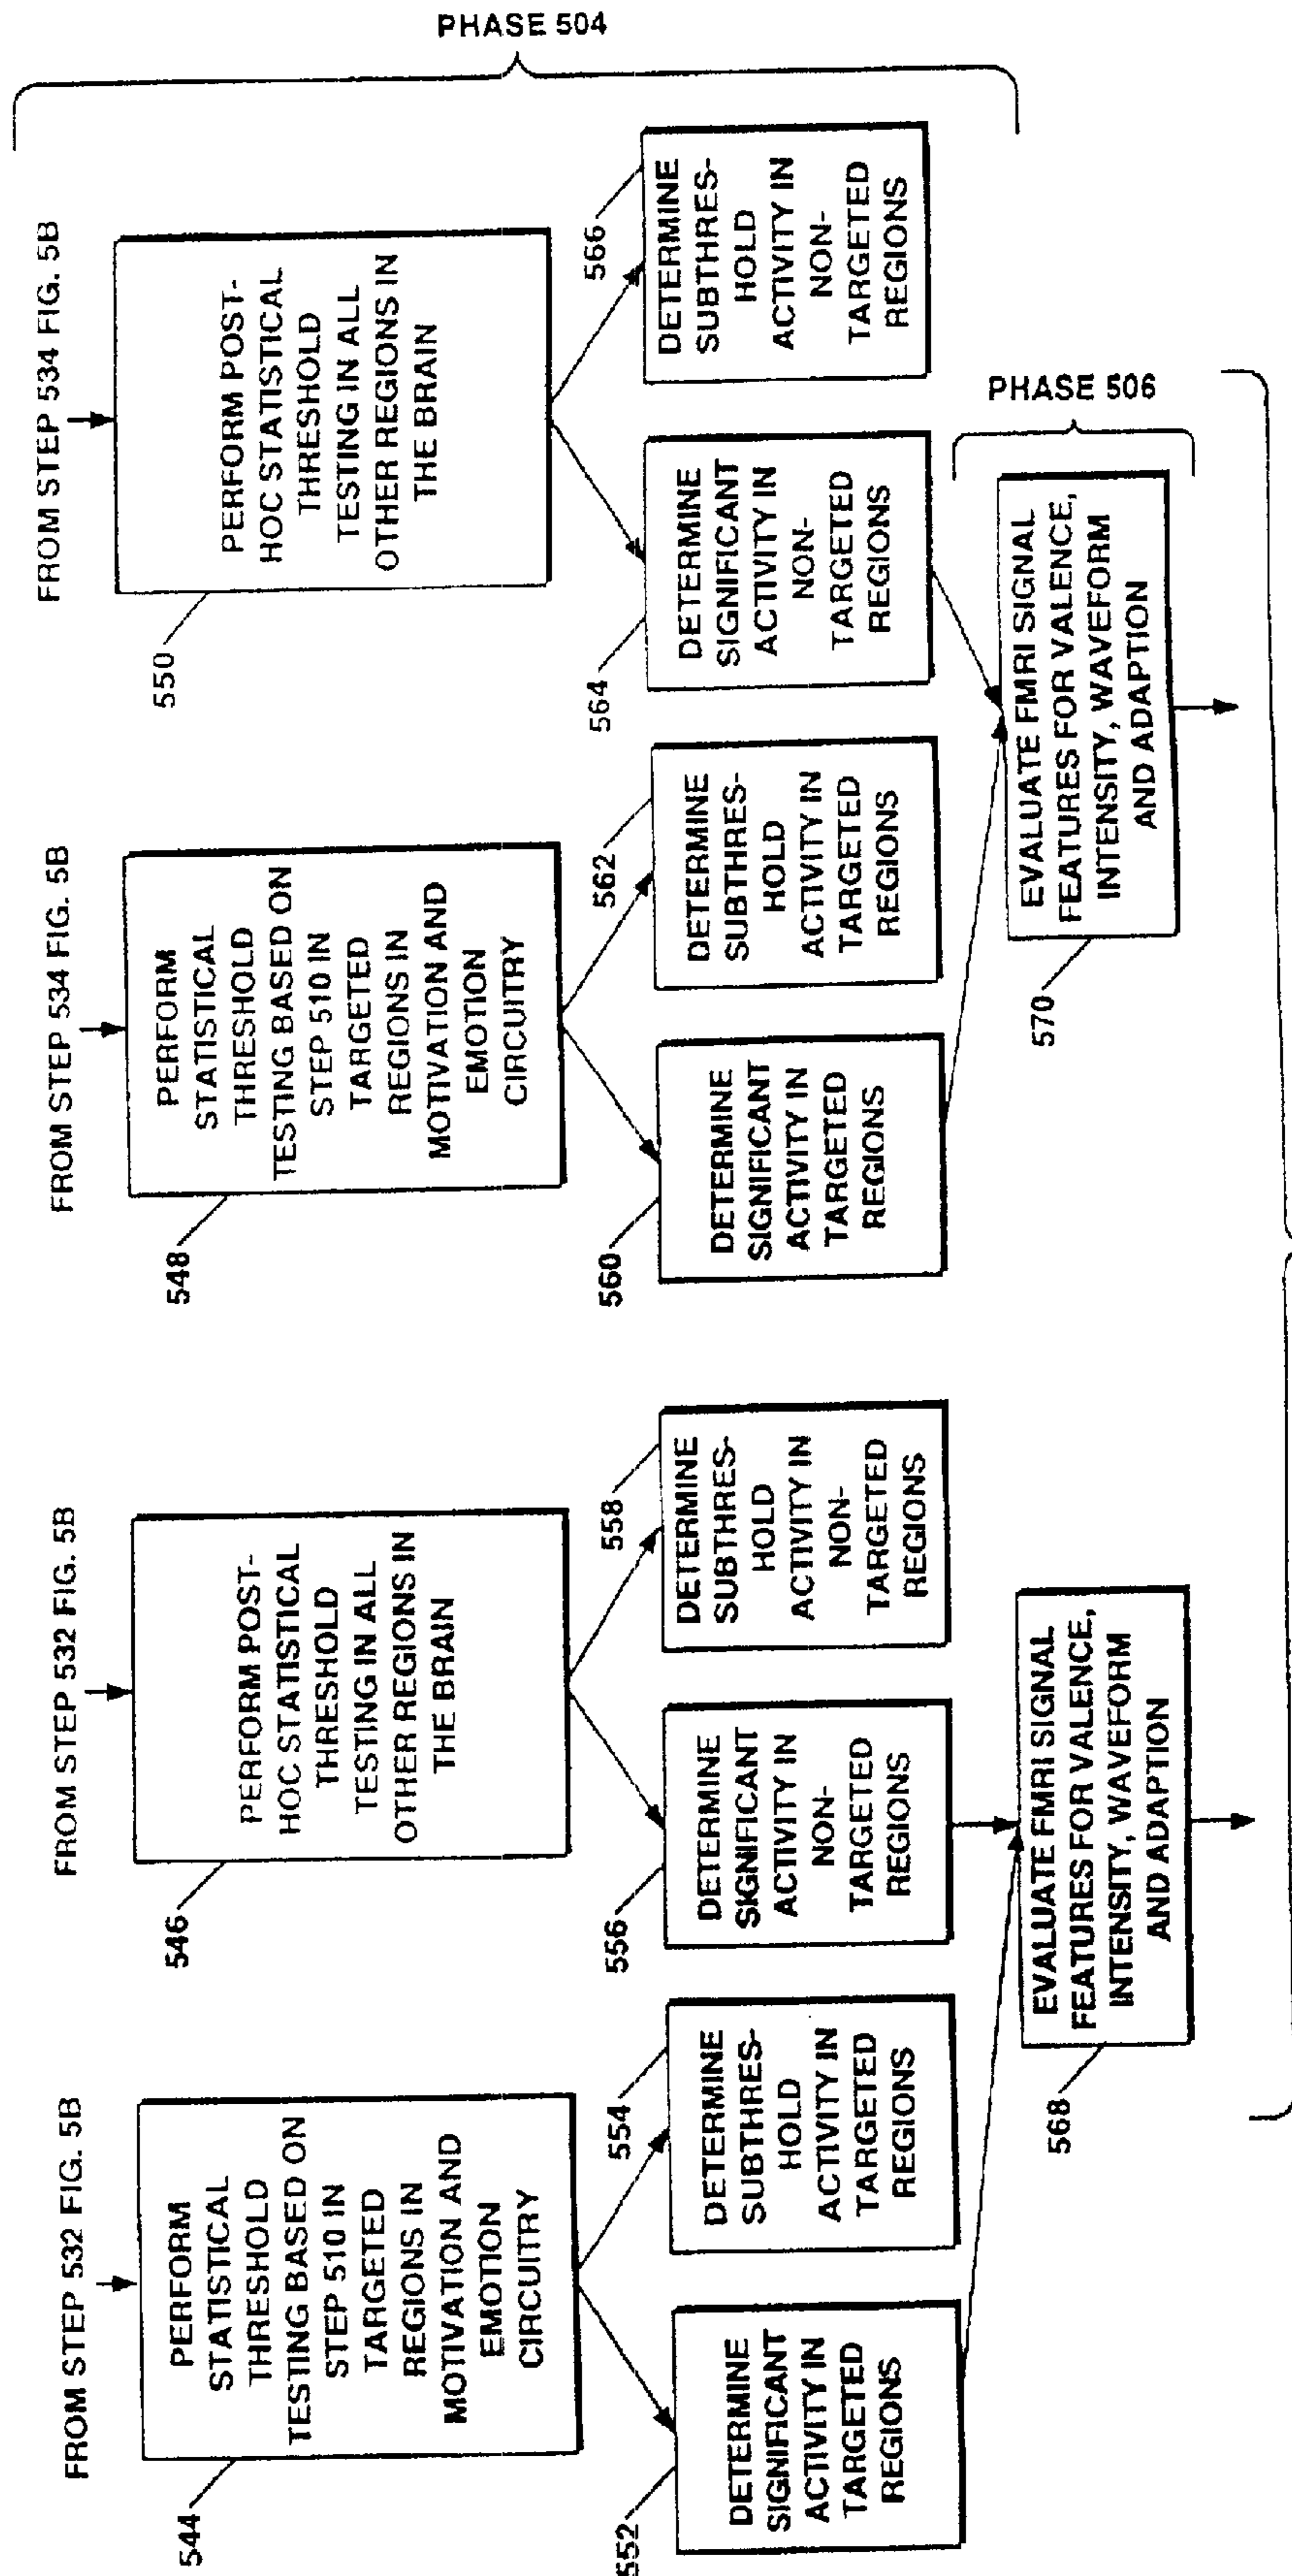 FROM STEP 532 FIG. 5B
FROM STEP 532 FIG. 5B
FROM STEP 534 FIG. 5B
FROM STEP 534 FIG. 5B
PHASE 504
544
PERFORM
STATISTICAL
THRESHOLD
TESTING BASED ON
STEP 510 IN
TARGETED
REGIONS IN
MOTIVATION AND
EMOTION
CIRCUITRY
546
PERFORM POST-
HOC STATISTICAL
THRESHOLD
TESTING IN ALL
OTHER REGIONS IN
THE BRAIN
548
PERFORM
STATISTICAL
THRESHOLD
TESTING BASED ON
STEP 510 IN
TARGETED
REGIONS IN
MOTIVATION AND
EMOTION
CIRCUITRY
550
PERFORM POST-
HOC STATISTICAL
THRESHOLD
TESTING IN ALL
OTHER REGIONS IN
THE BRAIN
552
DETERMINE
SIGNIFICANT
ACTIVITY IN
TARGETED
REGIONS
554
DETERMINE
SUBTHRES-
HOLD
ACTIVITY IN
TARGETED
REGIONS
556
DETERMINE
SIGNIFICANT
ACTIVITY IN
NON-
TARGETED
REGIONS
558
DETERMINE
SUBTHRES-
HOLD
ACTIVITY IN
NON-
TARGETED
REGIONS
560
DETERMINE
SIGNIFICANT
ACTIVITY IN
TARGETED
REGIONS
562
DETERMINE
SUBTHRES-
HOLD
ACTIVITY IN
TARGETED
REGIONS
564
DETERMINE
SIGNIFICANT
ACTIVITY IN
NON-
TARGETED
REGIONS
566
DETERMINE
SUBTHRES-
HOLD
ACTIVITY IN
NON-
TARGETED
REGIONS
568
EVALUATE FMRI SIGNAL
FEATURES FOR VALENCE,
INTENSITY, WAVEFORM
AND ADAPTION
570
EVALUATE FMRI SIGNAL
FEATURES FOR VALENCE,
INTENSITY, WAVEFORM
AND ADAPTION
PHASE 506